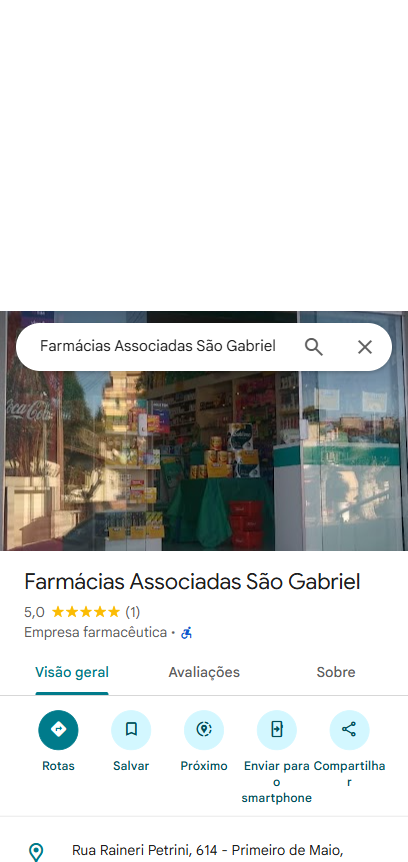 Farmácias Associadas São Gabriel
Coca-Cola
Farmácias Associadas São Gabriel
5,0 (1)
Empresa farmacêutica ·
Visão geral
Avaliações
Sobre
Rotas
Salvar
Próximo
Enviar para
o
smartphone
Compartilha
r
Rua Raineri Petrini, 614 - Primeiro de Maio,